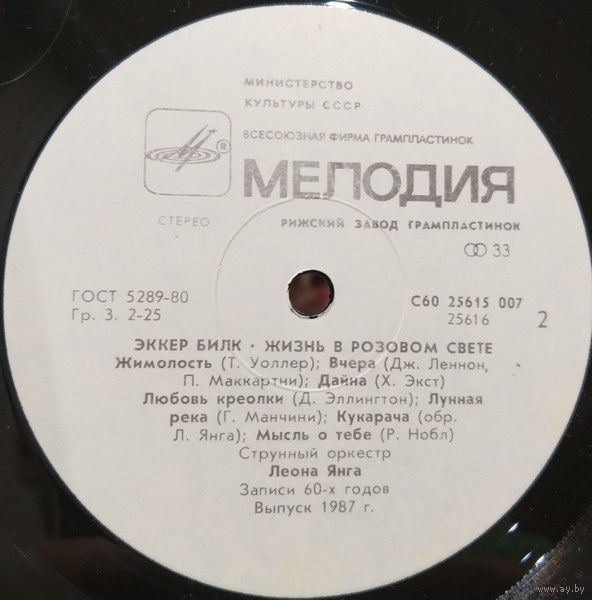 МИНИСТЕРСТВО
КУЛЬТУРЫ СССР
ВСЕСОЮЗНАЯ ФИРМА ГРАМПЛАСТИНОК
®
МЕЛОДИЯ
СТЕРЕО
РИЖСКИЙ ЗАВОД ГРАМПЛАСТИНОК
33
ГОСТ 5289-80
Гр. 3. 2-25
С60 25615 007
25616
2
ЭККЕР БИЛК · ЖИЗНЬ В РОЗОВОМ СВЕТЕ
Жимолость (Т. Уоллер); Вчера (Дж. Леннон,
П. Маккартни); Дайна (Х. Экст)
Любовь креолки (Д. Эллингтон); Лунная
река (Г. Манчини); Кукарача (обр.
Л. Янга); Мысль о тебе (Р. Нобл)
Струнный оркестр
Леона Янга
Записи 60-х годов
Выпуск 1987 г.
www.ay.by